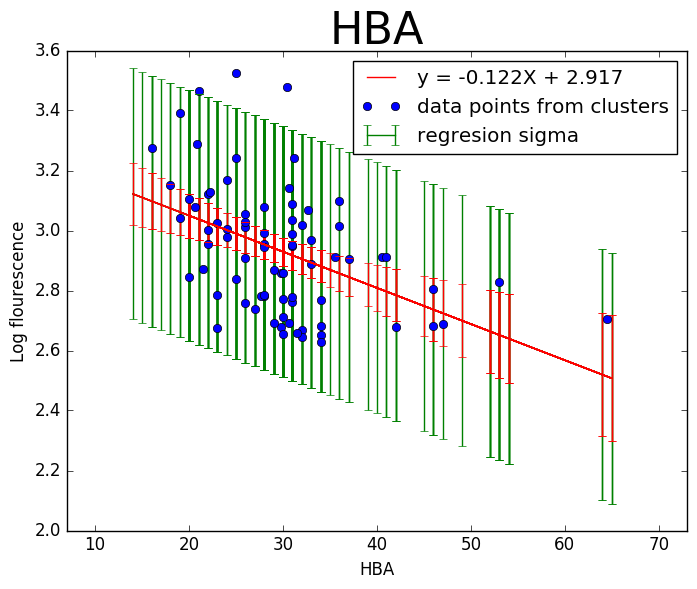 HBA
y = -0.122X + 2.917
data points from clusters
regresion sigma
3.6
3.4
3.2
3.0
2.8
2.6
2.4
2.2
2.0
Log flourescence
10 20 30 40 50 60 70
HBA